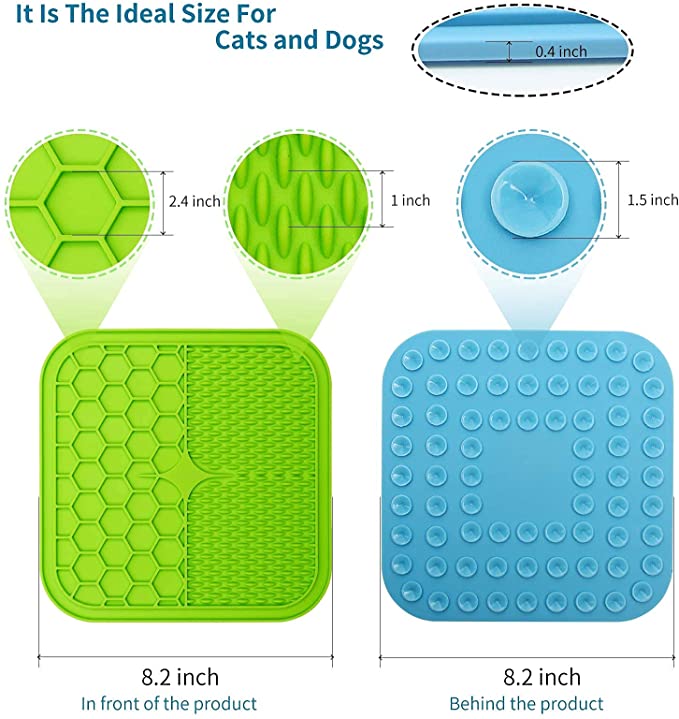 It Is The Ideal Size For
Cats and Dogs
0.4 inch
2.4 inch
1 inch
1.5 inch
8.2 inch
8.2 inch
In front of the product
Behind the product